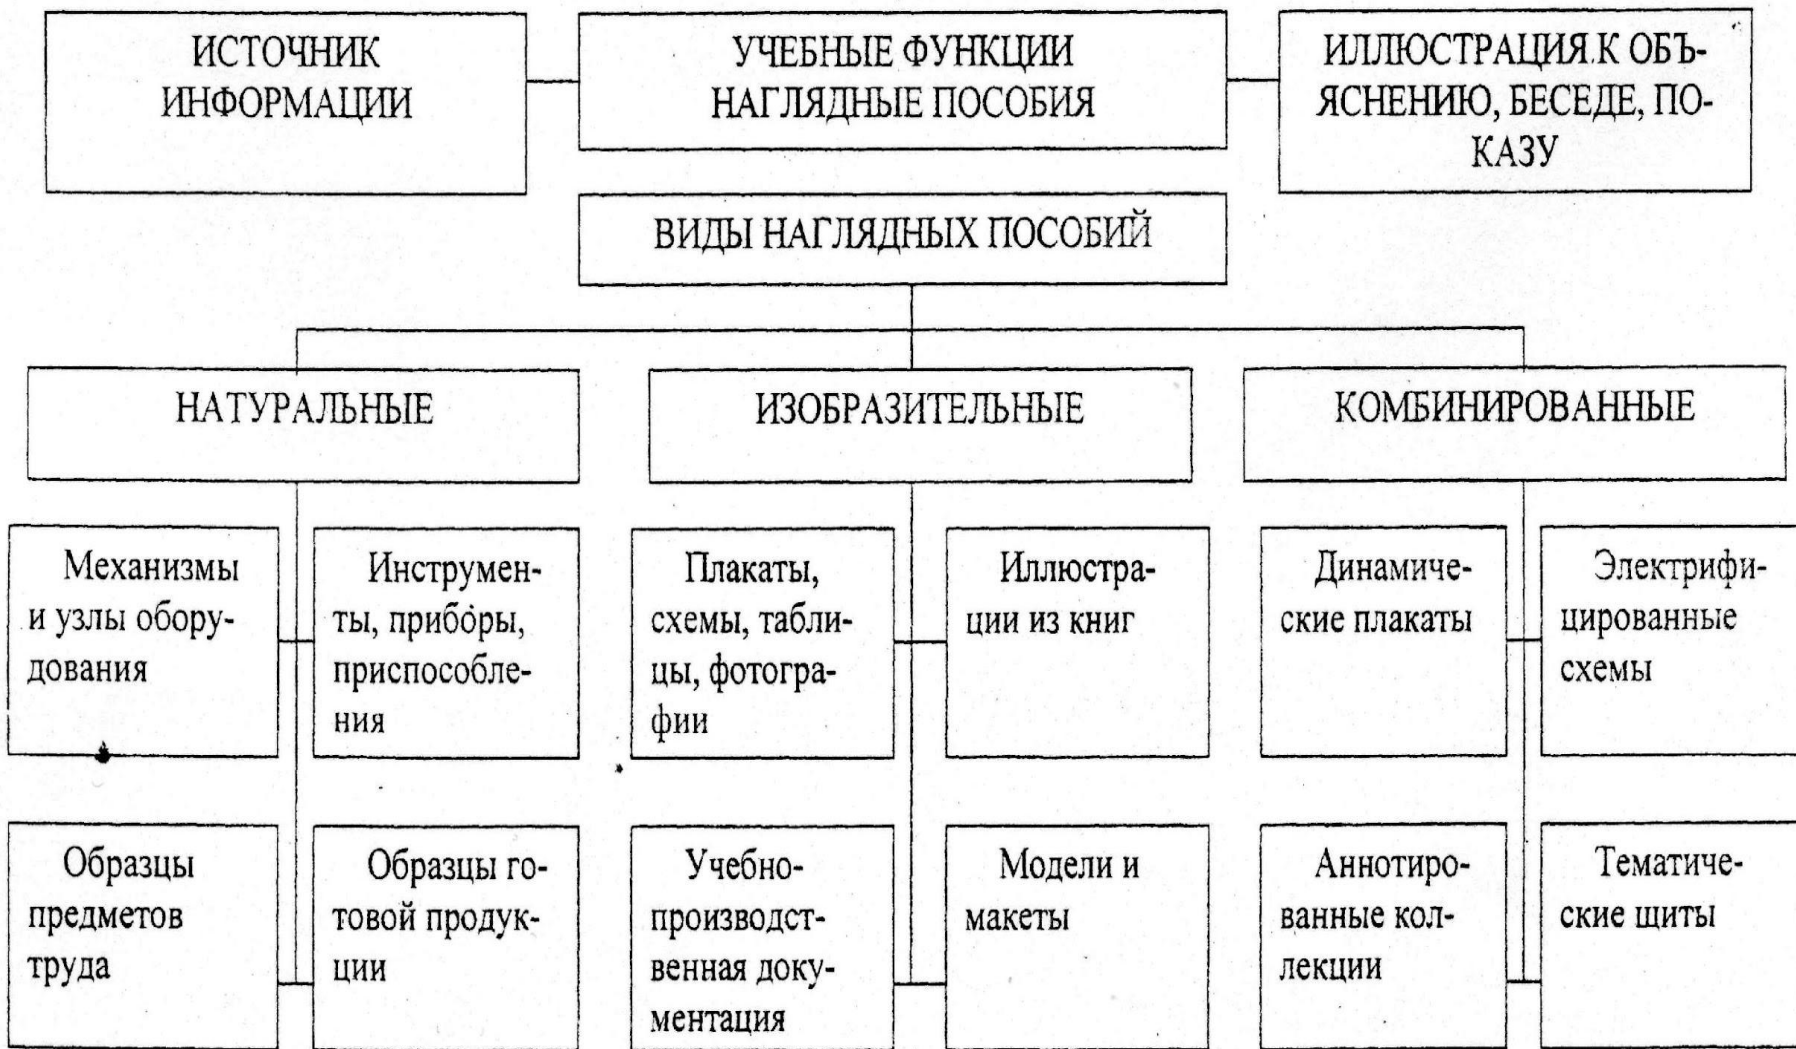 ИСТОЧНИК
ИНФОРМАЦИИ
УЧЕБНЫЕ ФУНКЦИИ
НАГЛЯДНЫЕ ПОСОБИЯ
ИЛЛЮСТРАЦИЯ К ОБЪ-
ЯСНЕНИЮ, БЕСЕДЕ, ПО-
КАЗУ
ВИДЫ НАГЛЯДНЫХ ПОСОБИЙ
НАТУРАЛЬНЫЕ
ИЗОБРАЗИТЕЛЬНЫЕ
КОМБИНИРОВАННЫЕ
Механизмы
и узлы обору-
дования
Инструмен-
ты, приборы,
приспособле-
ния
Плакаты,
схемы, табли-
цы, фотогра-
фии
Иллюстра-
ции из книг
Динамиче-
ские плакаты
Электрифи-
цированные
схемы
Образцы
предметов
труда
Образцы го-
товой продук-
ции
Учебно-
производст-
венная доку-
ментация
Модели и
макеты
Аннотиро-
ванные кол-
лекции
Тематиче-
ские щиты